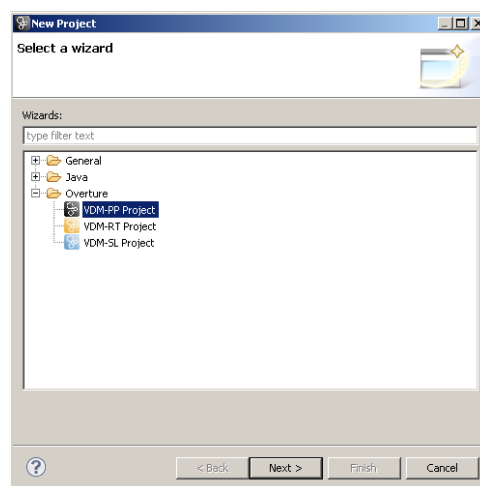 New Project
Select a wizard
Wizards:
type filter text
General
Java
Overture
VDM-PP Project
VDM-RT Project
VDM-SL Project
?
< Back Next > Finish Cancel